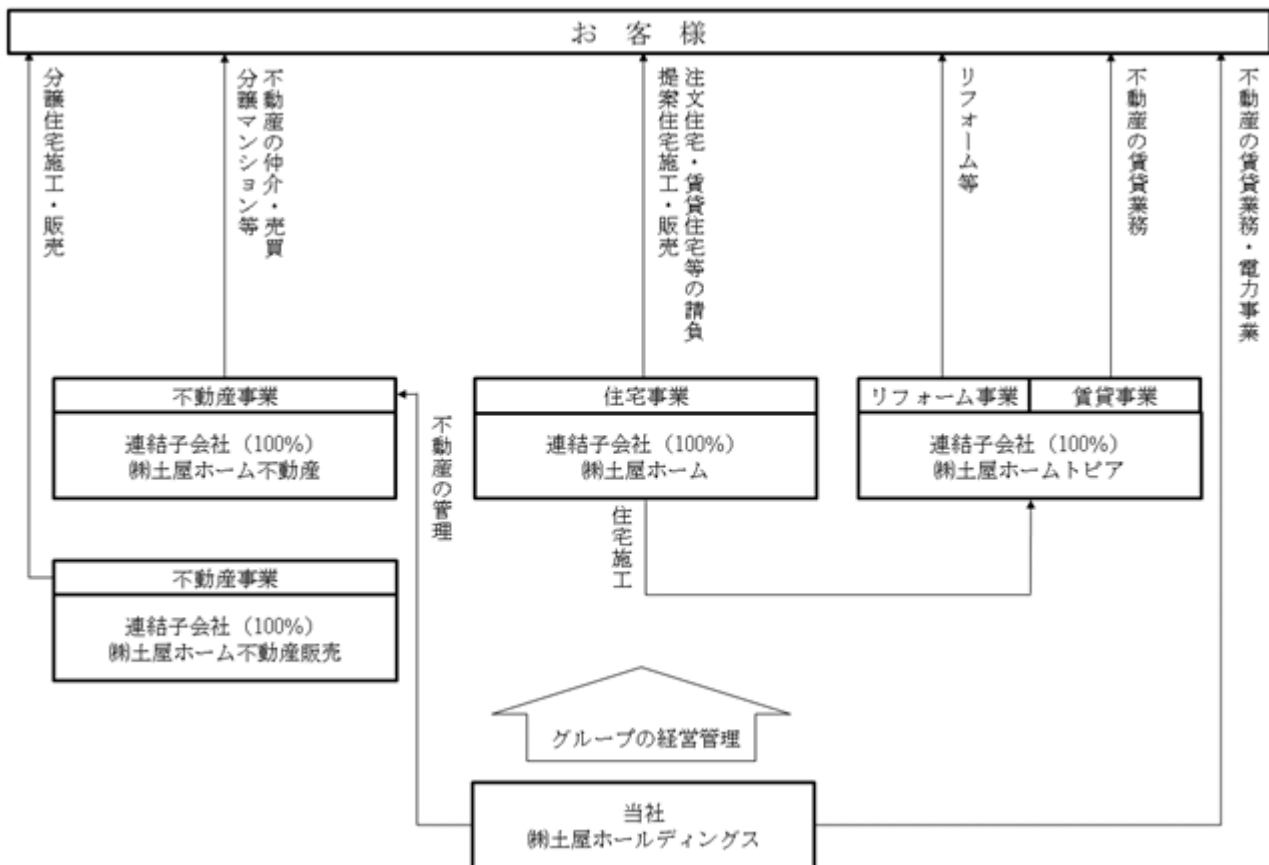 お客様
分譲住宅施工・販売
不動産の仲介・売買
分譲マンション等
注文住宅・賃貸住宅等の請負
提案住宅施工・販売
リフォーム等
不動産の賃貸業務
不動産の賃貸業務・電力事業
不動産事業
連結子会社（100%）
㈱土屋ホーム不動産
不動産の管理
住宅事業
連結子会社（100%）
㈱土屋ホーム
住宅施工
リフォーム事業
賃貸事業
連結子会社（100%）
㈱土屋ホームトピア
不動産事業
連結子会社（100%）
㈱土屋ホーム不動産販売
グループの経営管理
当社
㈱土屋ホールディングス